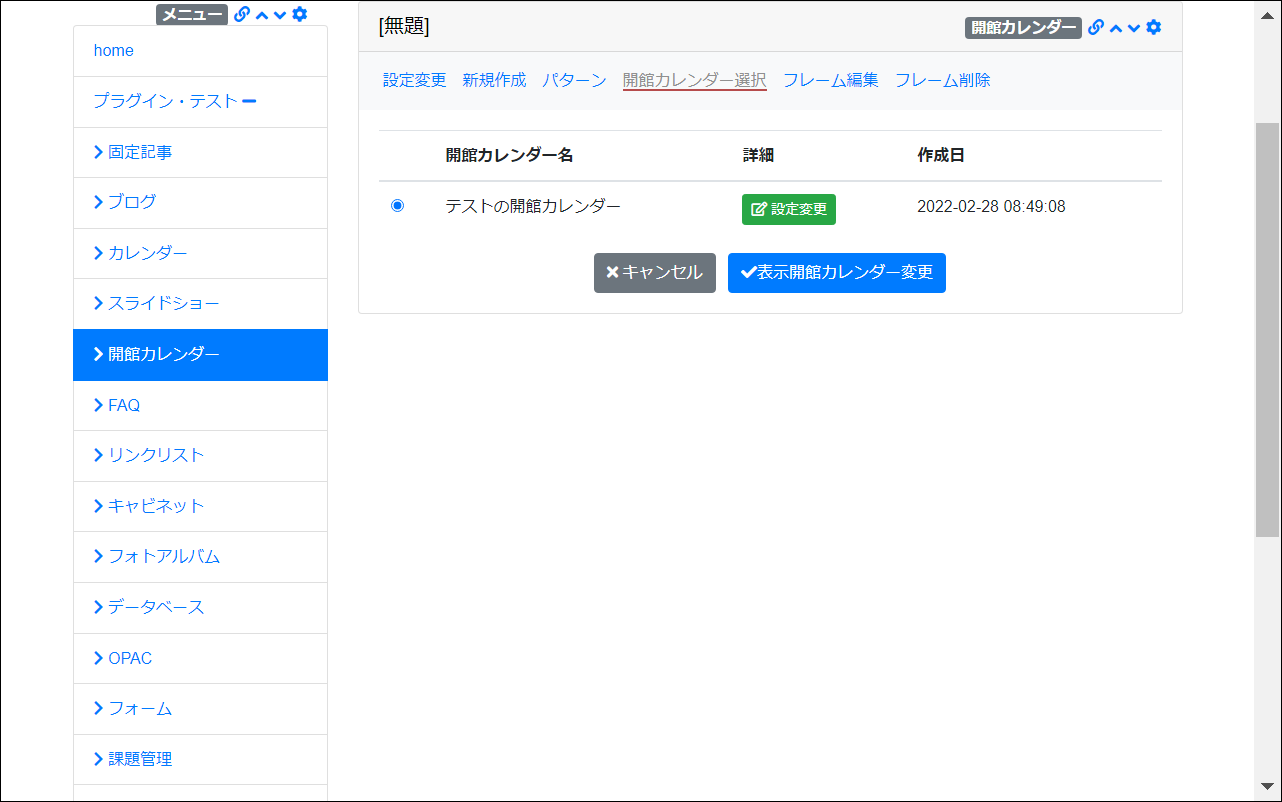 メニュー
home
プラグイン・テスト
固定記事
ブログ
カレンダー
スライドショー
開館カレンダー
FAQ
リンクリスト
キャビネット
フォトアルバム
データベース
OPAC
フォーム
課題管理
[無題] 開館カレンダー
設定変更 新規作成 パターン 開館カレンダー選択 フレーム編集 フレーム削除
開館カレンダー名 詳細 作成日
テストの開館カレンダー 設定変更 2022-02-28 08:49:08
キャンセル 表示開館カレンダー変更